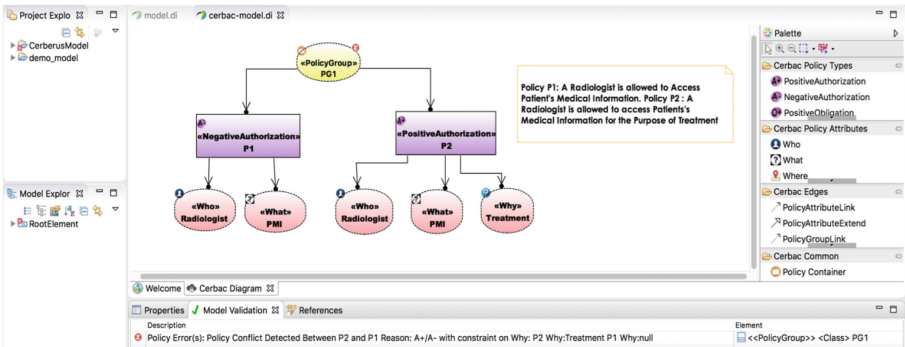 Project Explo
model.di
cerbac-model.di
CerberusModel
demo_model
Model Explor
RootElement
«PolicyGroup»
PG1
«NegativeAuthorization»
P1
«PositiveAuthorization»
P2
«Who»
Radiologist
«What»
PMI
«Who»
Radiologist
«What»
PMI
«Why»
Treatment
Policy P1: A Radiologist is allowed to Access
Patient's Medical Information. Policy P2 : A
Radiologist is allowed to access Patients's
Medical Information for the Purpose of Treatment
Palette
Cerbac Policy Types
PositiveAuthorization
NegativeAuthorization
PositiveObligation
Cerbac Policy Attributes
Who
What
Where
Cerbac Edges
PolicyAttributeLink
PolicyAttributeExtend
PolicyGroupLink
Cerbac Common
Policy Container
Welcome
Cerbac Diagram
Properties
Model Validation
References
Description
Element
Policy Error(s): Policy Conflict Detected Between P2 and P1 Reason: A+/A- with constraint on Why: P2 Why:Treatment P1 Why:null
<<PolicyGroup>> <Class> PG1